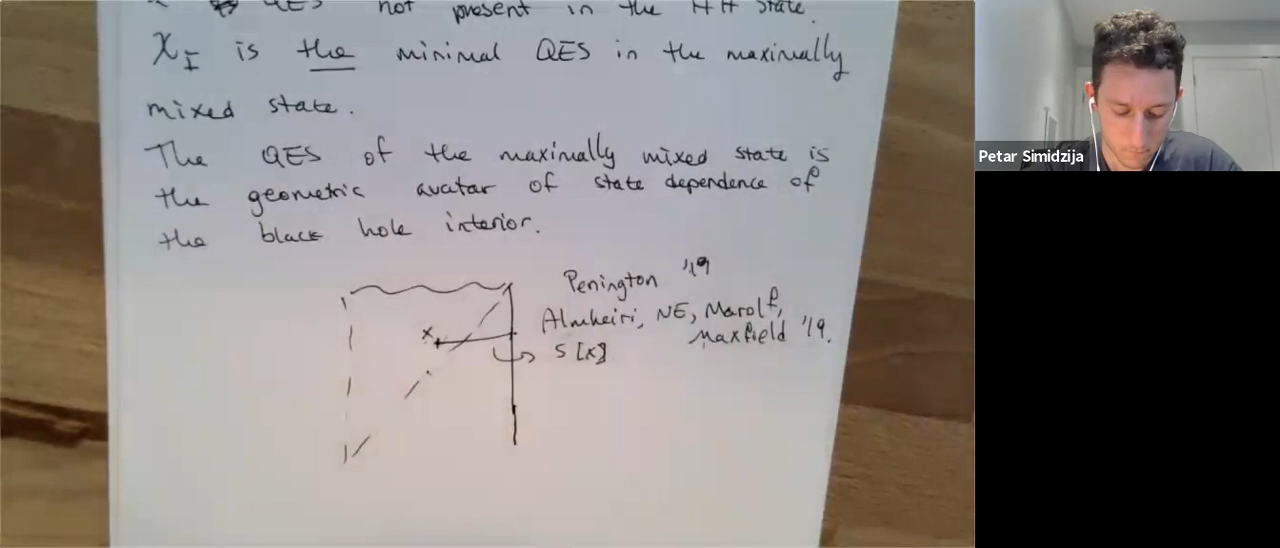 QES not present in the HH state.
X_I is the minimal QES in the maximally
mixed state.
The QES of the maximally mixed state is
the geometric avatar of state dependence of
the black hole interior.
Penington '19
Almheiri, NE, Marolf,
Maxfield '19.
x
S[x]
Petar Simidzija